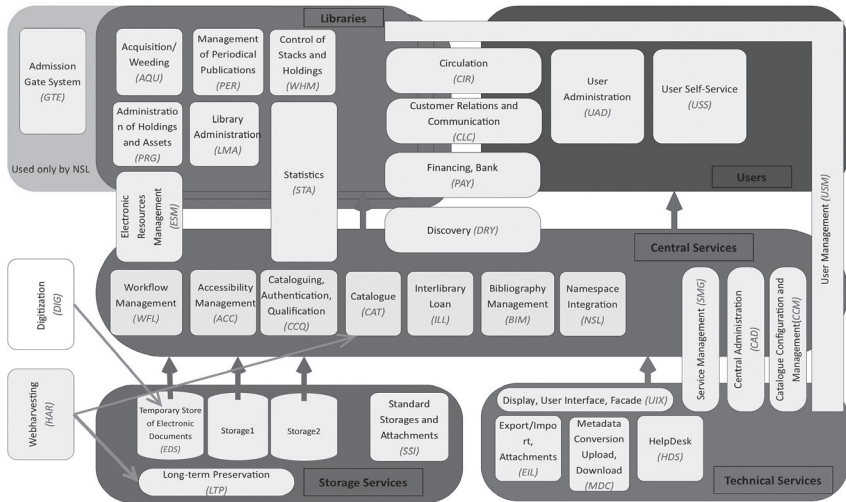 Libraries
Admission
Gate System
(GTE)
Used only by NSL
Acquisition/
Weeding
(AQU)
Management
of Periodical
Publications
(PER)
Control of
Stacks and
Holdings
(WHM)
Administratio
n of Holdings
and Assets
(PRG)
Library
Administration
(LMA)
Statistics
(STA)
Electronic
Resources
Management
(ESM)
Circulation
(CIR)
Customer Relations and
Communication
(CLC)
Financing, Bank
(PAY)
Discovery (DRY)
User
Administration
(UAD)
User Self-Service
(USS)
Users
User Management (USM)
Central Services
Workflow
Management
(WFL)
Accessibility
Management
(ACC)
Cataloguing,
Authentication,
Qualification
(CCQ)
Catalogue
(CAT)
Interlibrary
Loan
(ILL)
Bibliography
Management
(BIM)
Namespace
Integration
(NSL)
Service Management (SMG)
Central Administration
(CAD)
Catalogue Configuration and
Management(CCM)
Digitization
(DIG)
Webharvesting
(HAR)
Temporary Store
of Electronic
Documents
(EDS)
Storage1
Storage2
Standard
Storages and
Attachments
(SSI)
Long-term Preservation
(LTP)
Storage Services
Display, User Interface, Facade (UIX)
Export/Impo
rt,
Attachments
(EIL)
Metadata
Conversion
Upload,
Download
(MDC)
HelpDesk
(HDS)
Technical Services